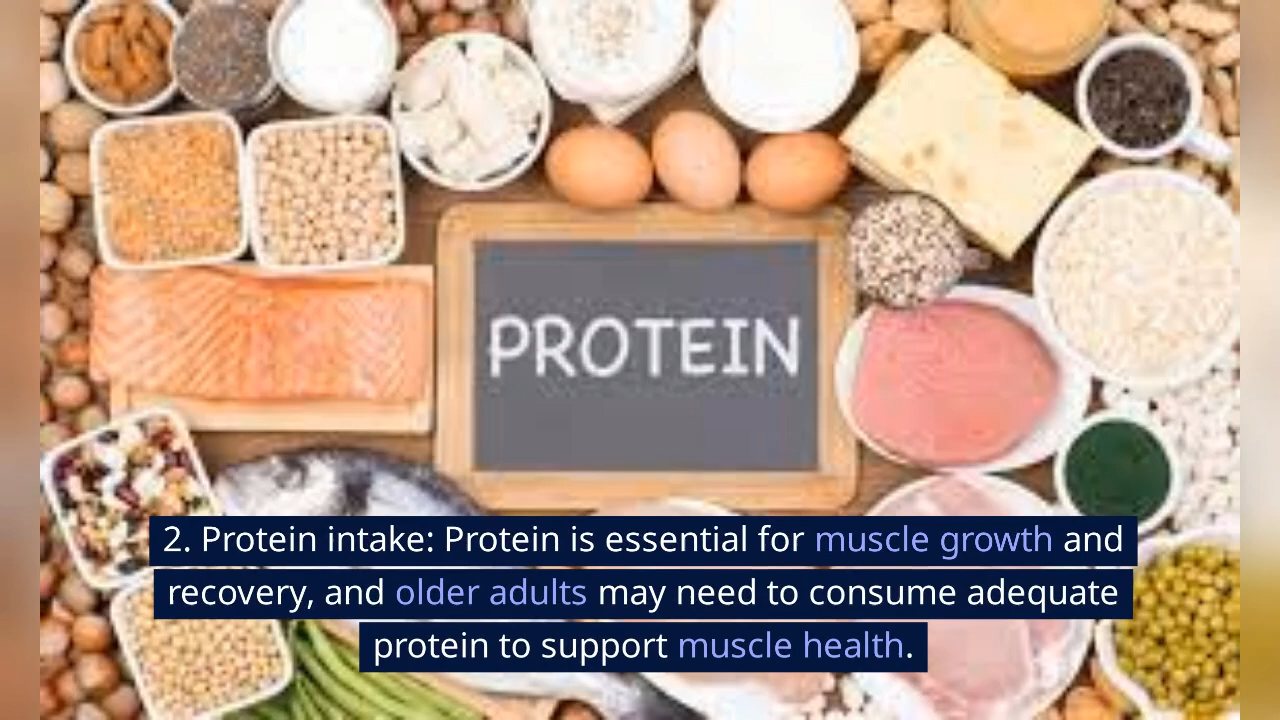 PROTEIN
2. Protein intake: Protein is essential for muscle growth and
recovery, and older adults may need to consume adequate
protein to support muscle health.